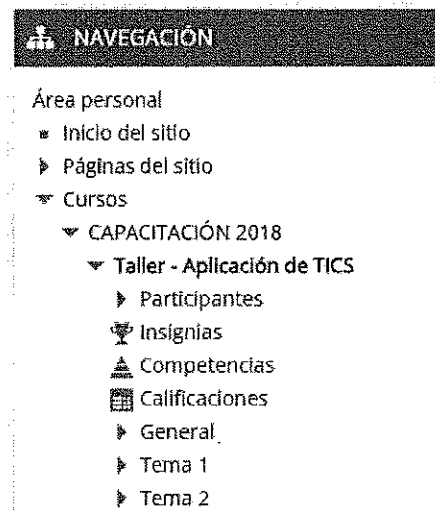 NAVEGACIÓN
Área personal
Inicio del sitio
Páginas del sitio
Cursos
CAPACITACIÓN 2018
Taller - Aplicación de TICS
Participantes
Insignias
Competencias
Calificaciones
General
Tema 1
Tema 2